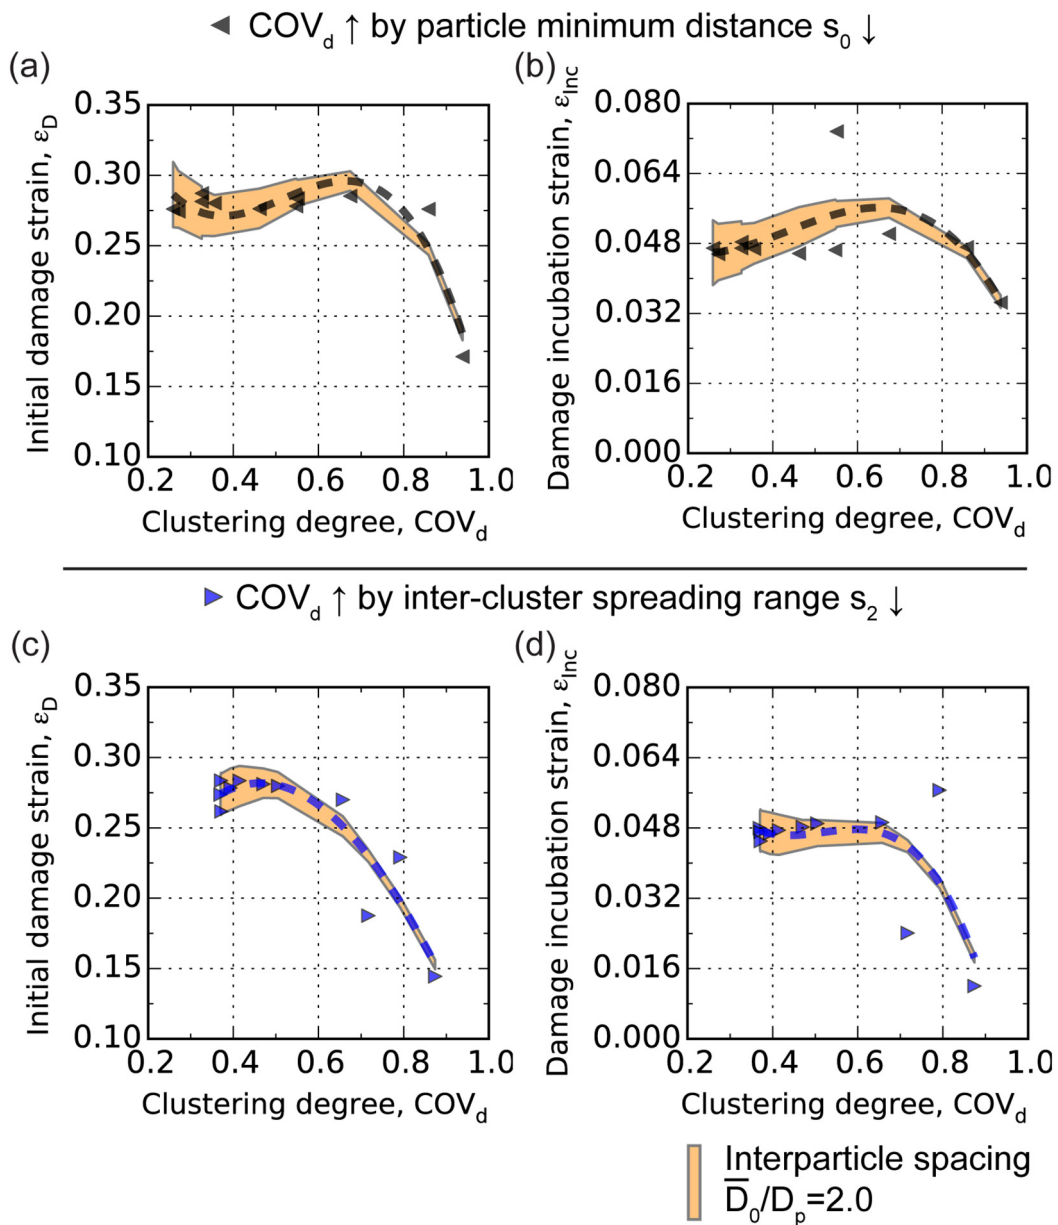 COV_d ↑ by particle minimum distance s_0 ↓
(a)
Initial damage strain, ε_D
0.35
0.30
0.25
0.20
0.15
0.10
0.2 0.4 0.6 0.8 1.0
Clustering degree, COV_d
(b)
Damage incubation strain, ε_Inc
0.080
0.064
0.048
0.032
0.016
0.000
0.2 0.4 0.6 0.8 1.0
Clustering degree, COV_d
COV_d ↑ by inter-cluster spreading range s_2 ↓
(c)
Initial damage strain, ε_D
0.35
0.30
0.25
0.20
0.15
0.10
0.2 0.4 0.6 0.8 1.0
Clustering degree, COV_d
(d)
Damage incubation strain, ε_Inc
0.080
0.064
0.048
0.032
0.016
0.000
0.2 0.4 0.6 0.8 1.0
Clustering degree, COV_d
Interparticle spacing
D̅_0/D_p=2.0